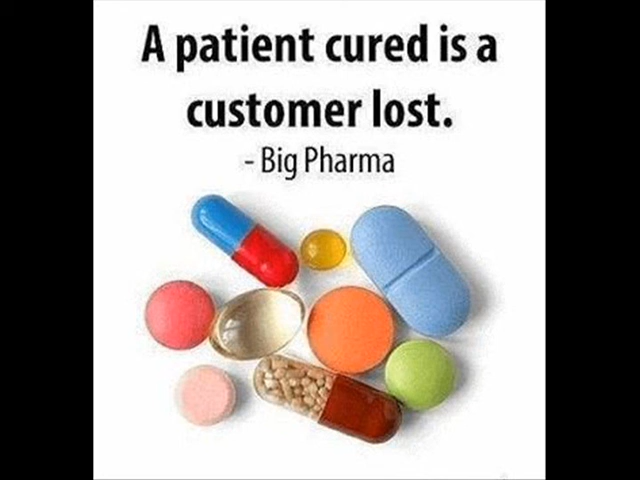 A patient cured is a
customer lost.
- Big Pharma